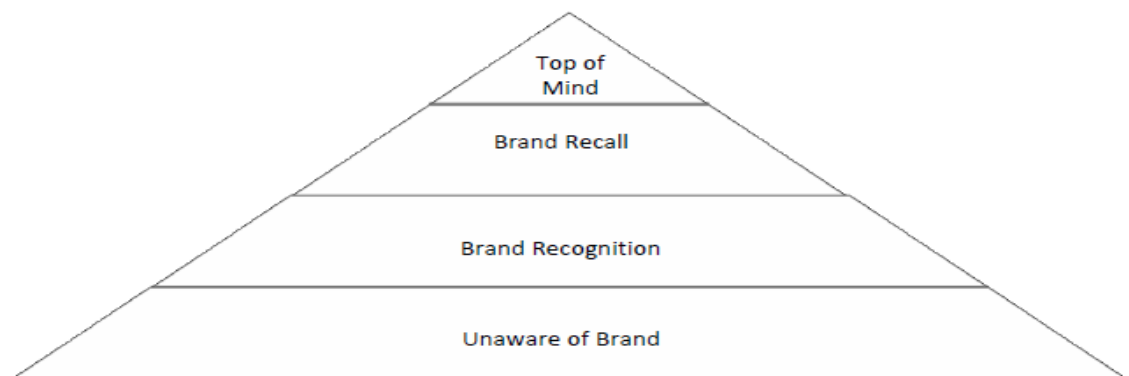 Top of
Mind
Brand Recall
Brand Recognition
Unaware of Brand